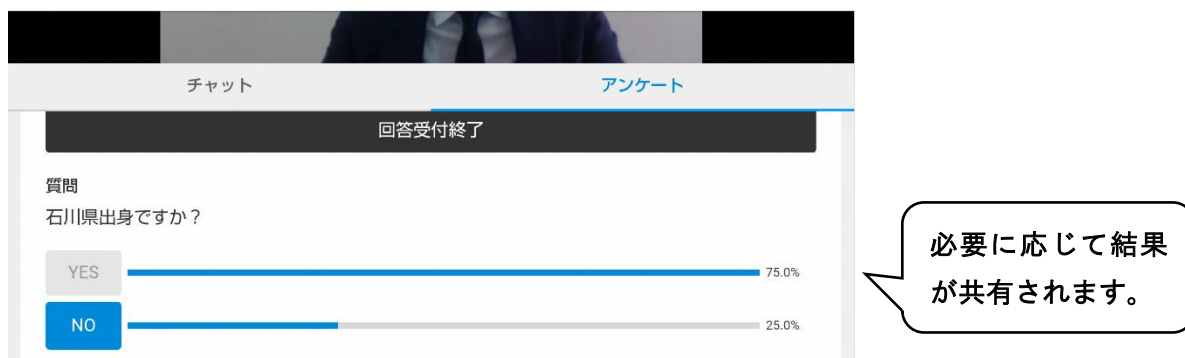 チャット
アンケート
回答受付終了
質問
石川県出身ですか？
YES
75.0%
NO
25.0%
必要に応じて結果
が共有されます。